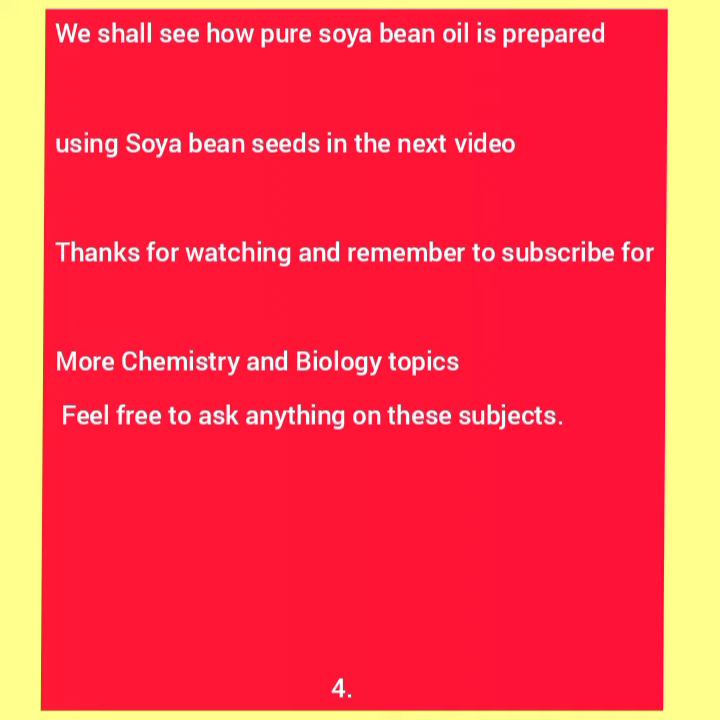 We shall see how pure soya bean oil is prepared
using Soya bean seeds in the next video
Thanks for watching and remember to subscribe for
More Chemistry and Biology topics
Feel free to ask anything on these subjects.
4.